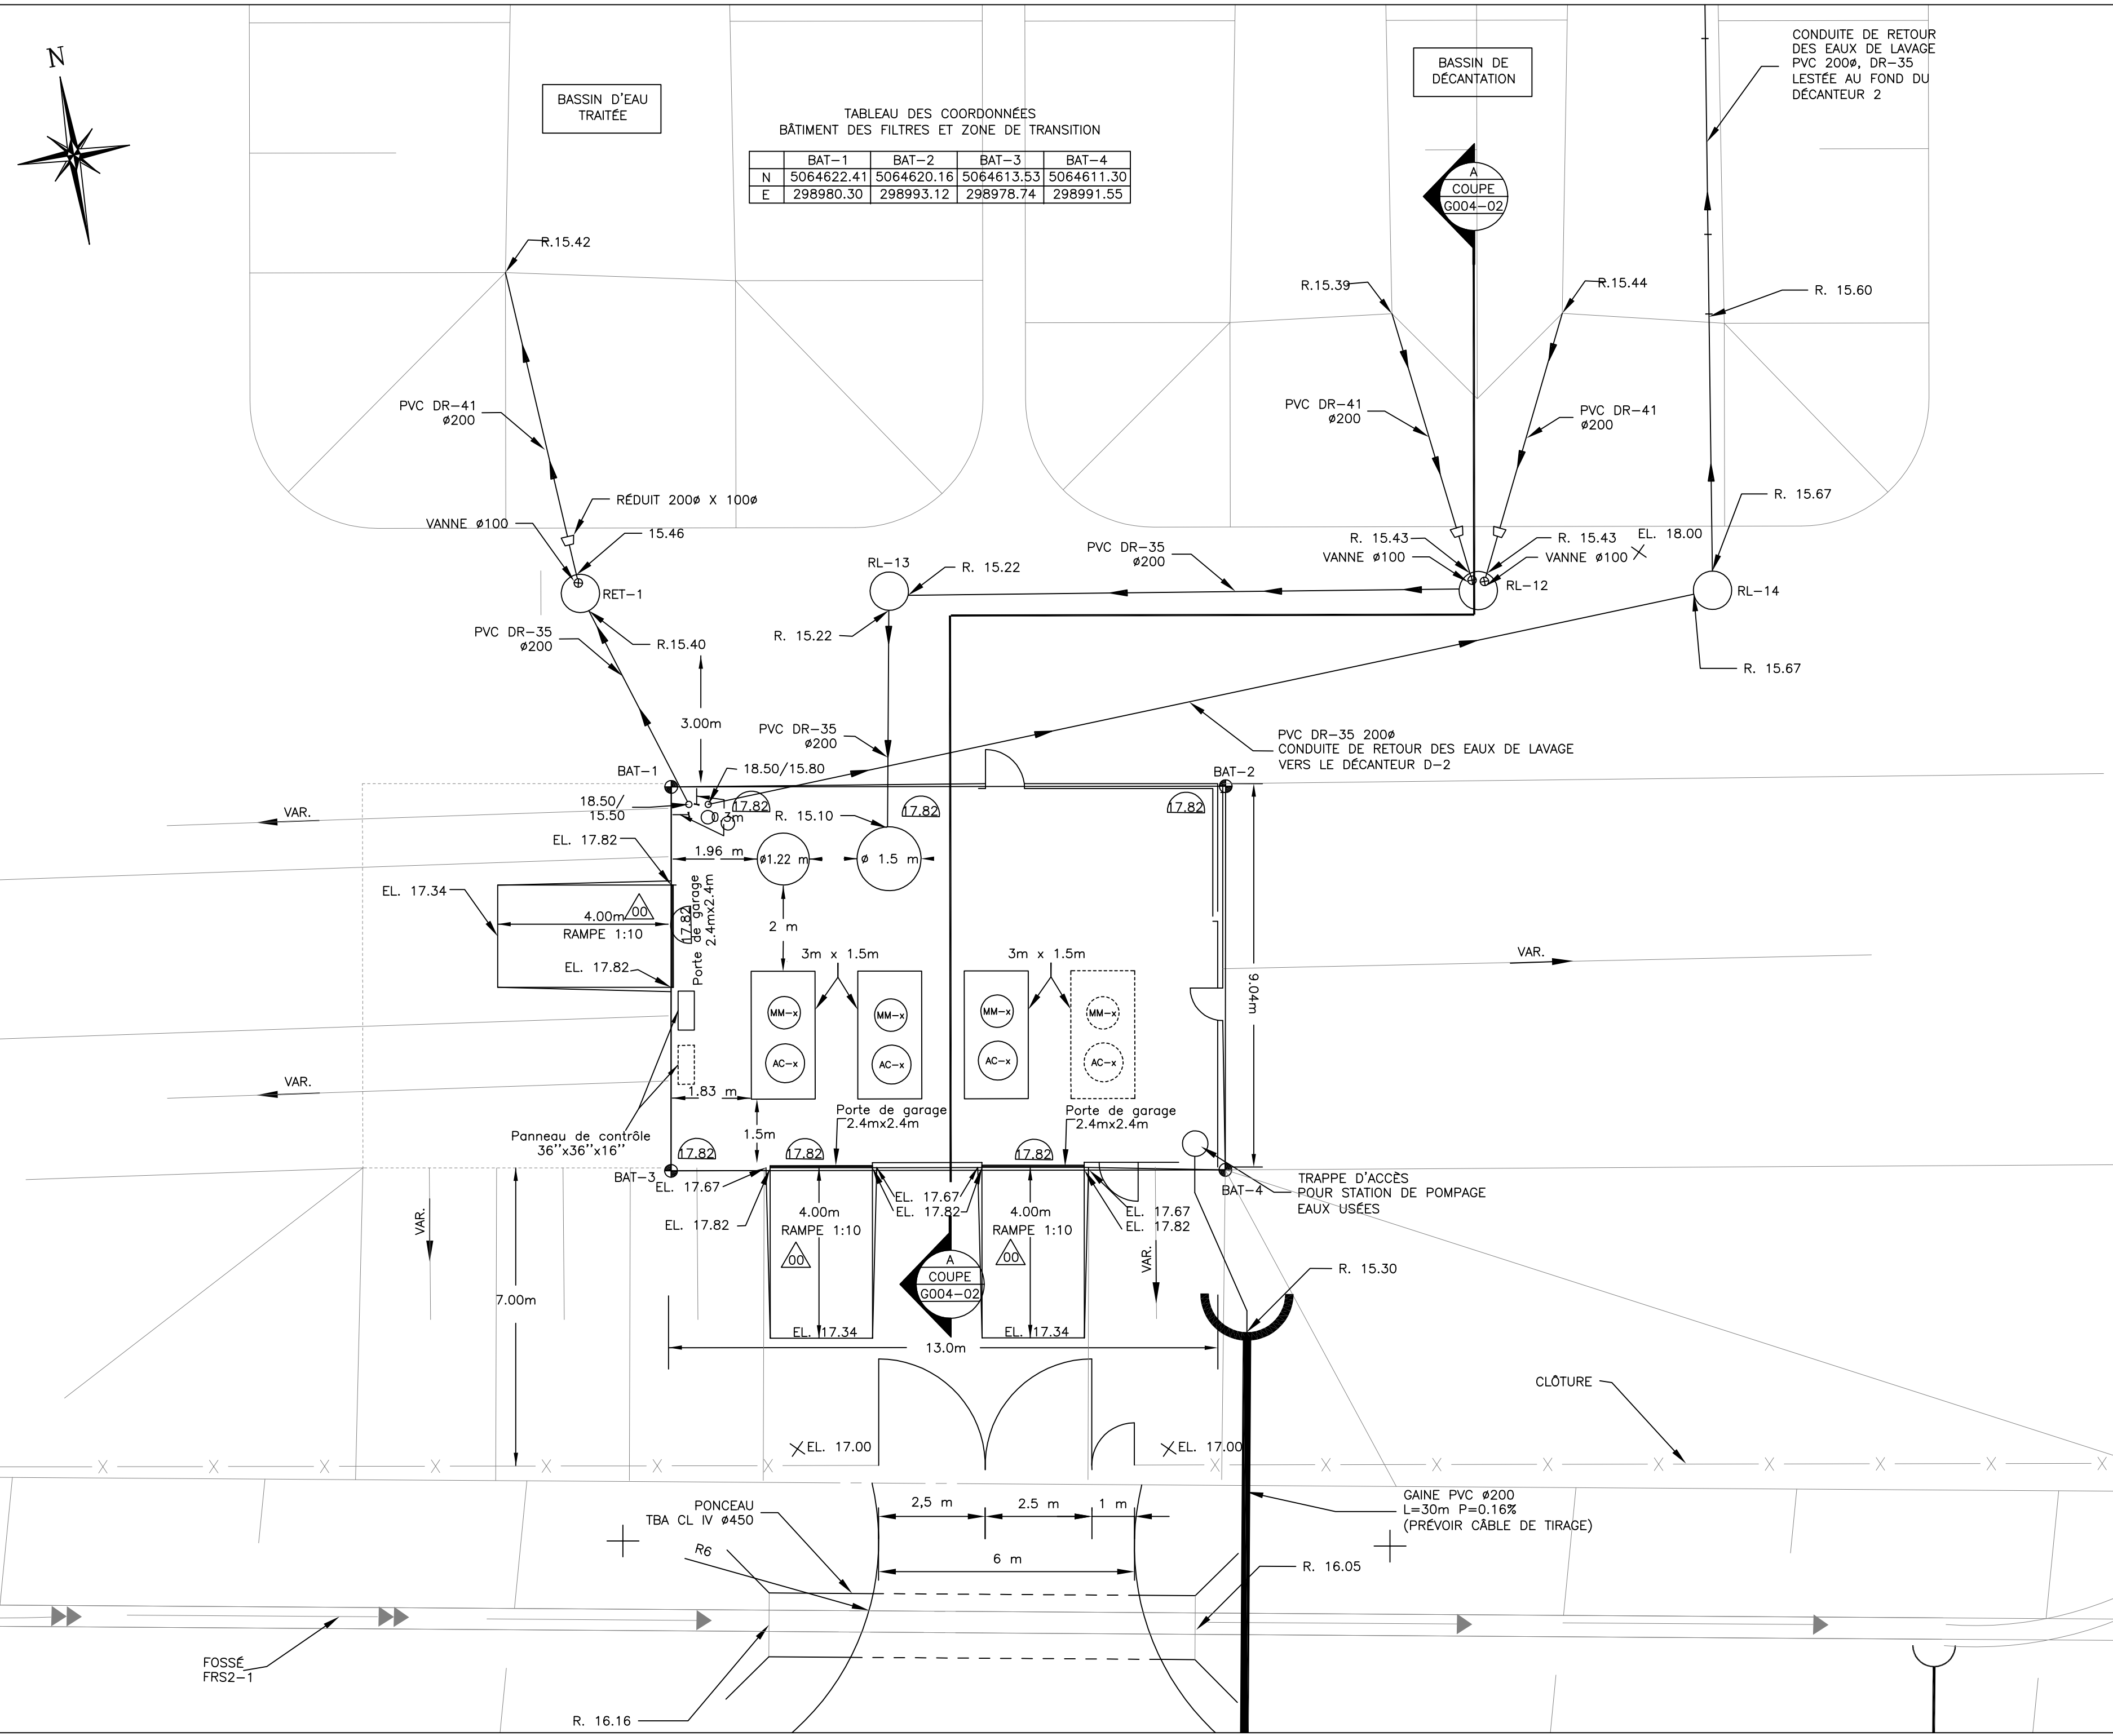 N
BASSIN D'EAU
TRAITÉE
TABLEAU DES COORDONNÉES
BÂTIMENT DES FILTRES ET ZONE DE TRANSITION
BAT-1 BAT-2 BAT-3 BAT-4
N 5064622.41 5064620.16 5064613.53 5064611.30
E 298980.30 298993.12 298978.74 298991.55
BASSIN DE
DÉCANTATION
A
COUPE
G004-02
CONDUITE DE RETOUR
DES EAUX DE LAVAGE
PVC 200ø, DR-35
LESTÉE AU FOND DU
DÉCANTEUR 2
R.15.42
R.15.39
R.15.44
R. 15.60
PVC DR-41
ø200
PVC DR-41
ø200
PVC DR-41
ø200
RÉDUIT 200ø X 100ø
VANNE ø100
15.46
RET-1
R.15.40
PVC DR-35
ø200
RL-13
R. 15.22
R. 15.22
PVC DR-35
ø200
R. 15.43
VANNE ø100
R. 15.43
VANNE ø100
EL. 18.00
RL-12
R. 15.67
RL-14
R. 15.67
3.00m
PVC DR-35
ø200
PVC DR-35 200ø
CONDUITE DE RETOUR DES EAUX DE LAVAGE
VERS LE DÉCANTEUR D-2
BAT-1
18.50/15.80
BAT-2
18.50/
15.50
17.82
0.3m
R. 15.10
17.82
17.82
VAR.
EL. 17.82
1.96 m
ø1.22 m
ø 1.5 m
EL. 17.34
4.00m
00
RAMPE 1:10
17.82
Porte de garage
2.4mx2.4m
2 m
EL. 17.82
3m x 1.5m
3m x 1.5m
VAR.
9.04m
MM-x
MM-x
MM-x
MM-x
AC-x
AC-x
AC-x
AC-x
VAR.
1.83 m
1.5m
Porte de garage
2.4mx2.4m
Porte de garage
2.4mx2.4m
Panneau de contrôle
36''x36''x16''
17.82
17.82
17.82
BAT-3
EL. 17.67
EL. 17.82
EL. 17.67
EL. 17.82
BAT-4
TRAPPE D'ACCÈS
POUR STATION DE POMPAGE
EAUX USÉES
EL. 17.67
EL. 17.82
VAR.
4.00m
RAMPE 1:10
00
4.00m
RAMPE 1:10
00
VAR.
A
COUPE
G004-02
R. 15.30
7.00m
EL. 17.34
EL. 17.34
13.0m
CLÔTURE
EL. 17.00
EL. 17.00
PONCEAU
TBA CL IV ø450
2,5 m
2.5 m
1 m
GAINE PVC ø200
L=30m P=0.16%
(PRÉVOIR CÂBLE DE TIRAGE)
R6
6 m
R. 16.05
FOSSÉ
FRS2-1
R. 16.16